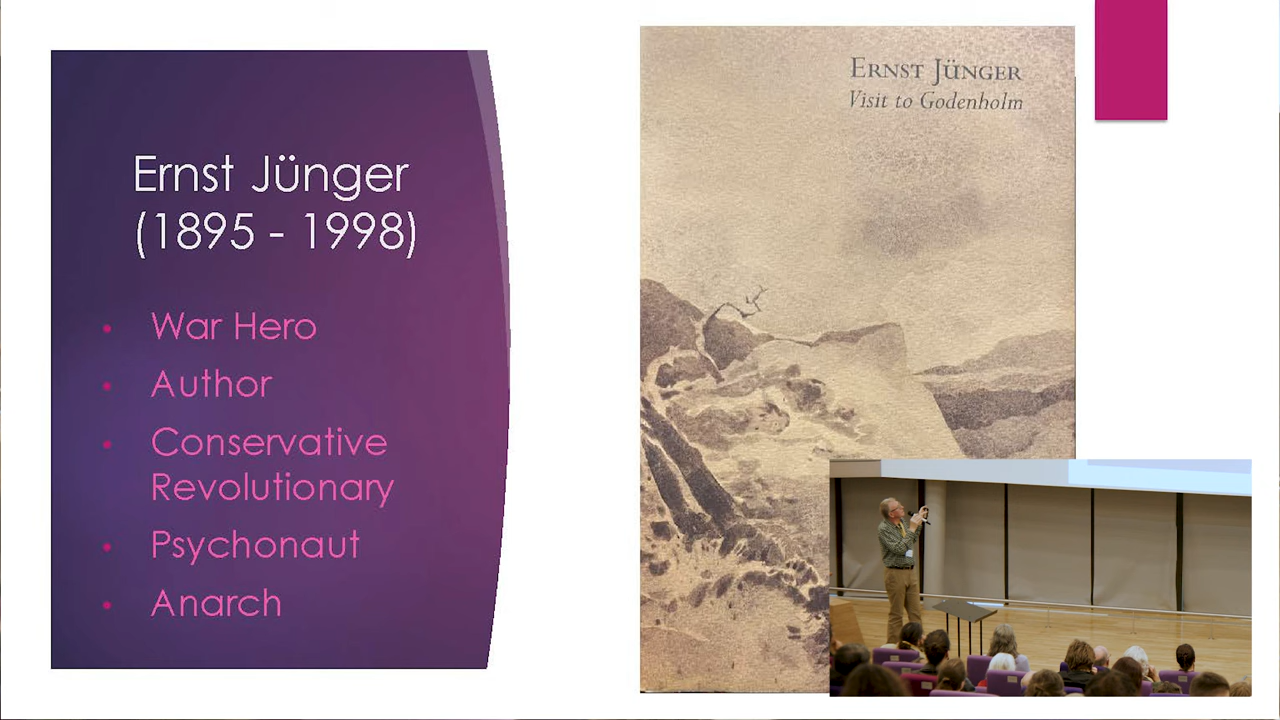 Ernst Jünger
(1895 - 1998)
• War Hero
• Author
• Conservative
Revolutionary
• Psychonaut
• Anarch
ERNST JÜNGER
Visit to Godenholm